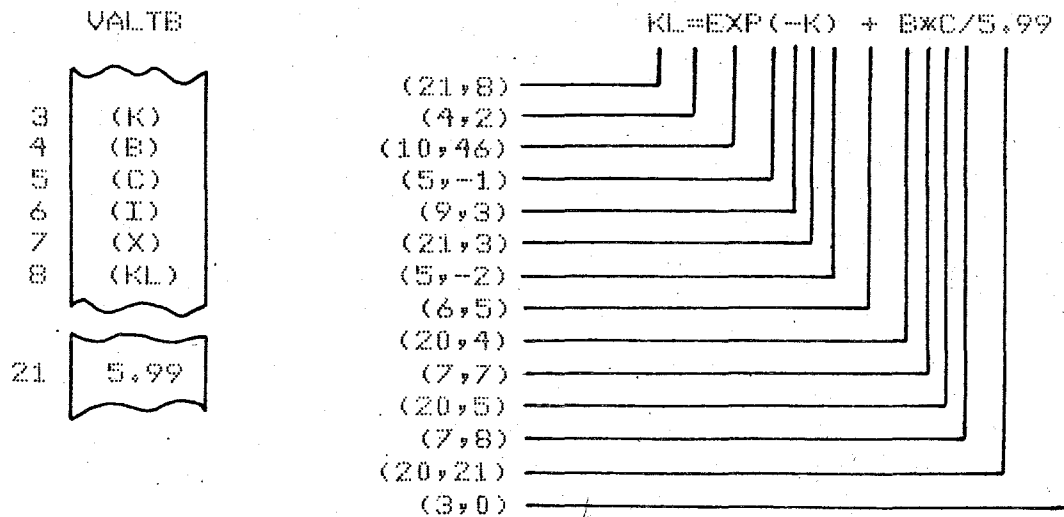 VALTB
KL=EXP(-K) + B*C/5.99
(21,8)
3 (K) (4,2)
4 (B) (10,46)
5 (C) (5,-1)
6 (I) (9,3)
7 (X) (21,3)
8 (KL) (5,-2)
(6,5)
(20,4)
21 5.99 (7,7)
(20,5)
(7,8)
(20,21)
(3,0)